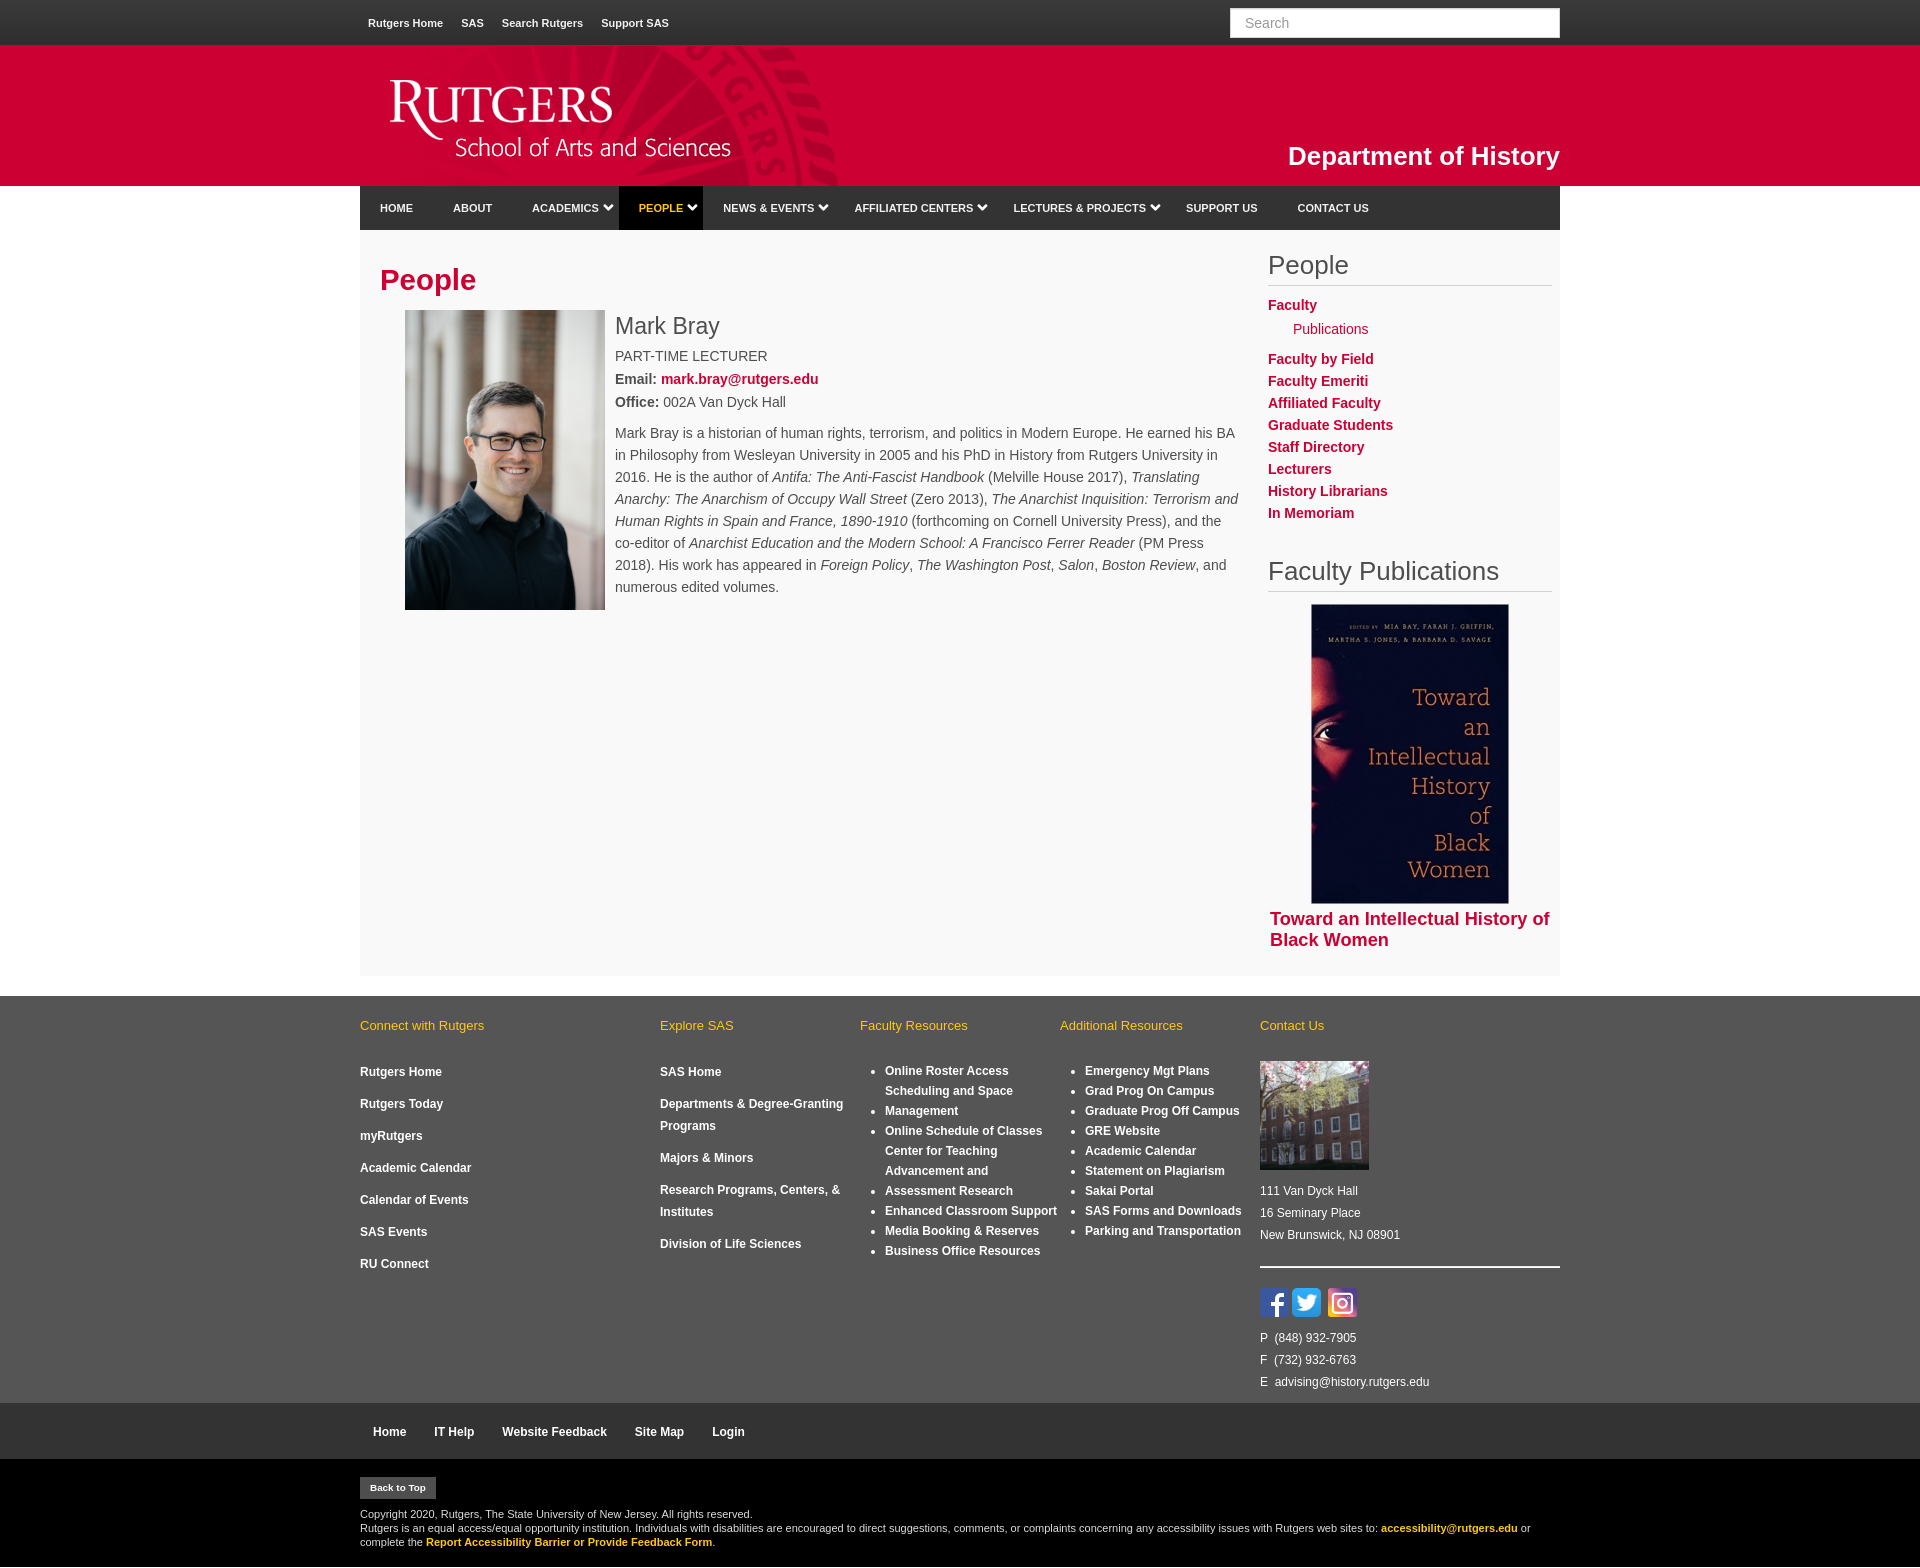 Rutgers Home SAS Search Rutgers Support SAS
Search
RUTGERS
School of Arts and Sciences
RUTGERS
Department of History
HOME ABOUT ACADEMICS PEOPLE NEWS & EVENTS AFFILIATED CENTERS LECTURES & PROJECTS SUPPORT US CONTACT US
People
Mark Bray
PART-TIME LECTURER
Email: mark.bray@rutgers.edu
Office: 002A Van Dyck Hall
Mark Bray is a historian of human rights, terrorism, and politics in Modern Europe. He earned his BA
in Philosophy from Wesleyan University in 2005 and his PhD in History from Rutgers University in
2016. He is the author of Antifa: The Anti-Fascist Handbook (Melville House 2017), Translating
Anarchy: The Anarchism of Occupy Wall Street (Zero 2013), The Anarchist Inquisition: Terrorism and
Human Rights in Spain and France, 1890-1910 (forthcoming on Cornell University Press), and the
co-editor of Anarchist Education and the Modern School: A Francisco Ferrer Reader (PM Press
2018). His work has appeared in Foreign Policy, The Washington Post, Salon, Boston Review, and
numerous edited volumes.
People
Faculty
Publications
Faculty by Field
Faculty Emeriti
Affiliated Faculty
Graduate Students
Staff Directory
Lecturers
History Librarians
In Memoriam
Faculty Publications
EDITED BY MIA BAY, FARAH J. GRIFFIN,
MARTHA S. JONES, & BARBARA D. SAVAGE
Toward
an
Intellectual
History
of
Black
Women
Toward an Intellectual History of
Black Women
Connect with Rutgers
Rutgers Home
Rutgers Today
myRutgers
Academic Calendar
Calendar of Events
SAS Events
RU Connect
Explore SAS
SAS Home
Departments & Degree-Granting
Programs
Majors & Minors
Research Programs, Centers, &
Institutes
Division of Life Sciences
Faculty Resources
Online Roster Access
Scheduling and Space
Management
Online Schedule of Classes
Center for Teaching
Advancement and
Assessment Research
Enhanced Classroom Support
Media Booking & Reserves
Business Office Resources
Additional Resources
Emergency Mgt Plans
Grad Prog On Campus
Graduate Prog Off Campus
GRE Website
Academic Calendar
Statement on Plagiarism
Sakai Portal
SAS Forms and Downloads
Parking and Transportation
Contact Us
111 Van Dyck Hall
16 Seminary Place
New Brunswick, NJ 08901
P (848) 932-7905
F (732) 932-6763
E advising@history.rutgers.edu
Home IT Help Website Feedback Site Map Login
Back to Top
Copyright 2020, Rutgers, The State University of New Jersey. All rights reserved.
Rutgers is an equal access/equal opportunity institution. Individuals with disabilities are encouraged to direct suggestions, comments, or complaints concerning any accessibility issues with Rutgers web sites to: accessibility@rutgers.edu or
complete the Report Accessibility Barrier or Provide Feedback Form.